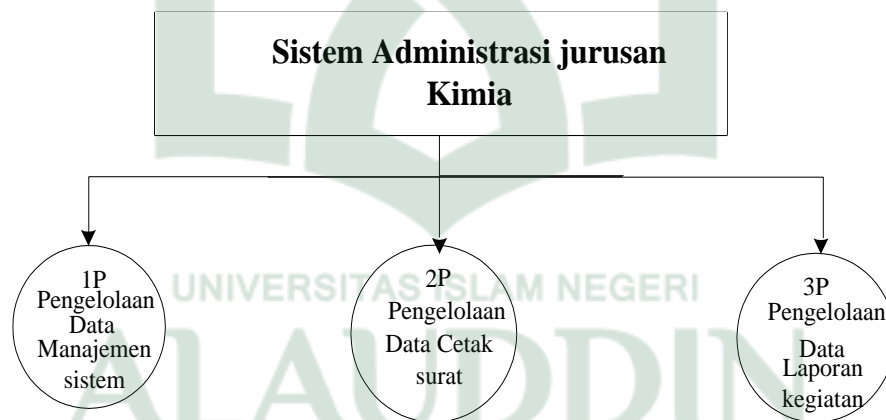 Sistem Administrasi jurusan
Kimia
1P
Pengelolaan
Data
Manajemen
sistem
2P
Pengelolaan
Data Cetak
surat
3P
Pengelolaan
Data
Laporan
kegiatan
UNIVERSITAS ISLAM NEGERI
ALAUDDIN